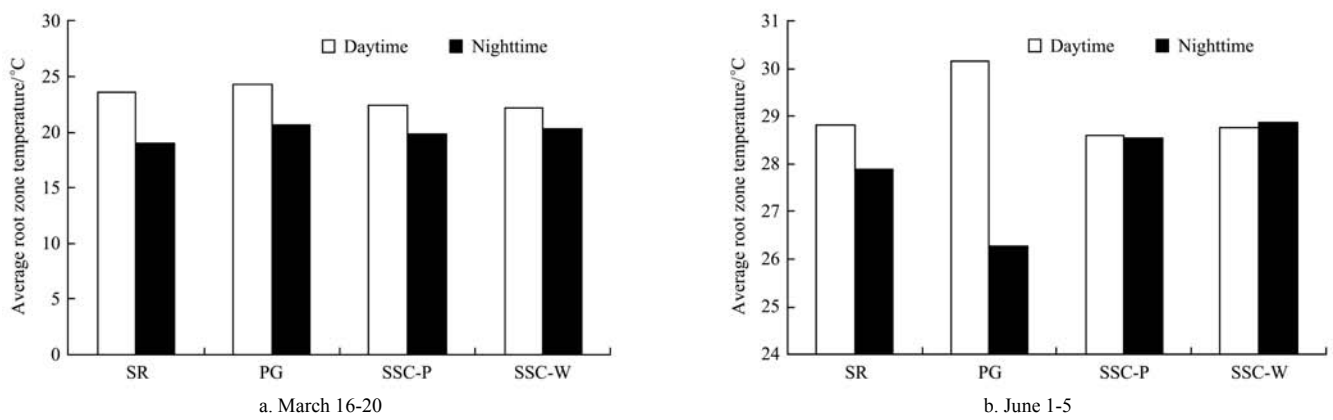 Average root zone temperature/°C
30
25
20
15
10
5
0
Daytime Nighttime
SR PG SSC-P SSC-W
a. March 16-20
Average root zone temperature/°C
31
30
29
28
27
26
25
24
Daytime Nighttime
SR PG SSC-P SSC-W
b. June 1-5